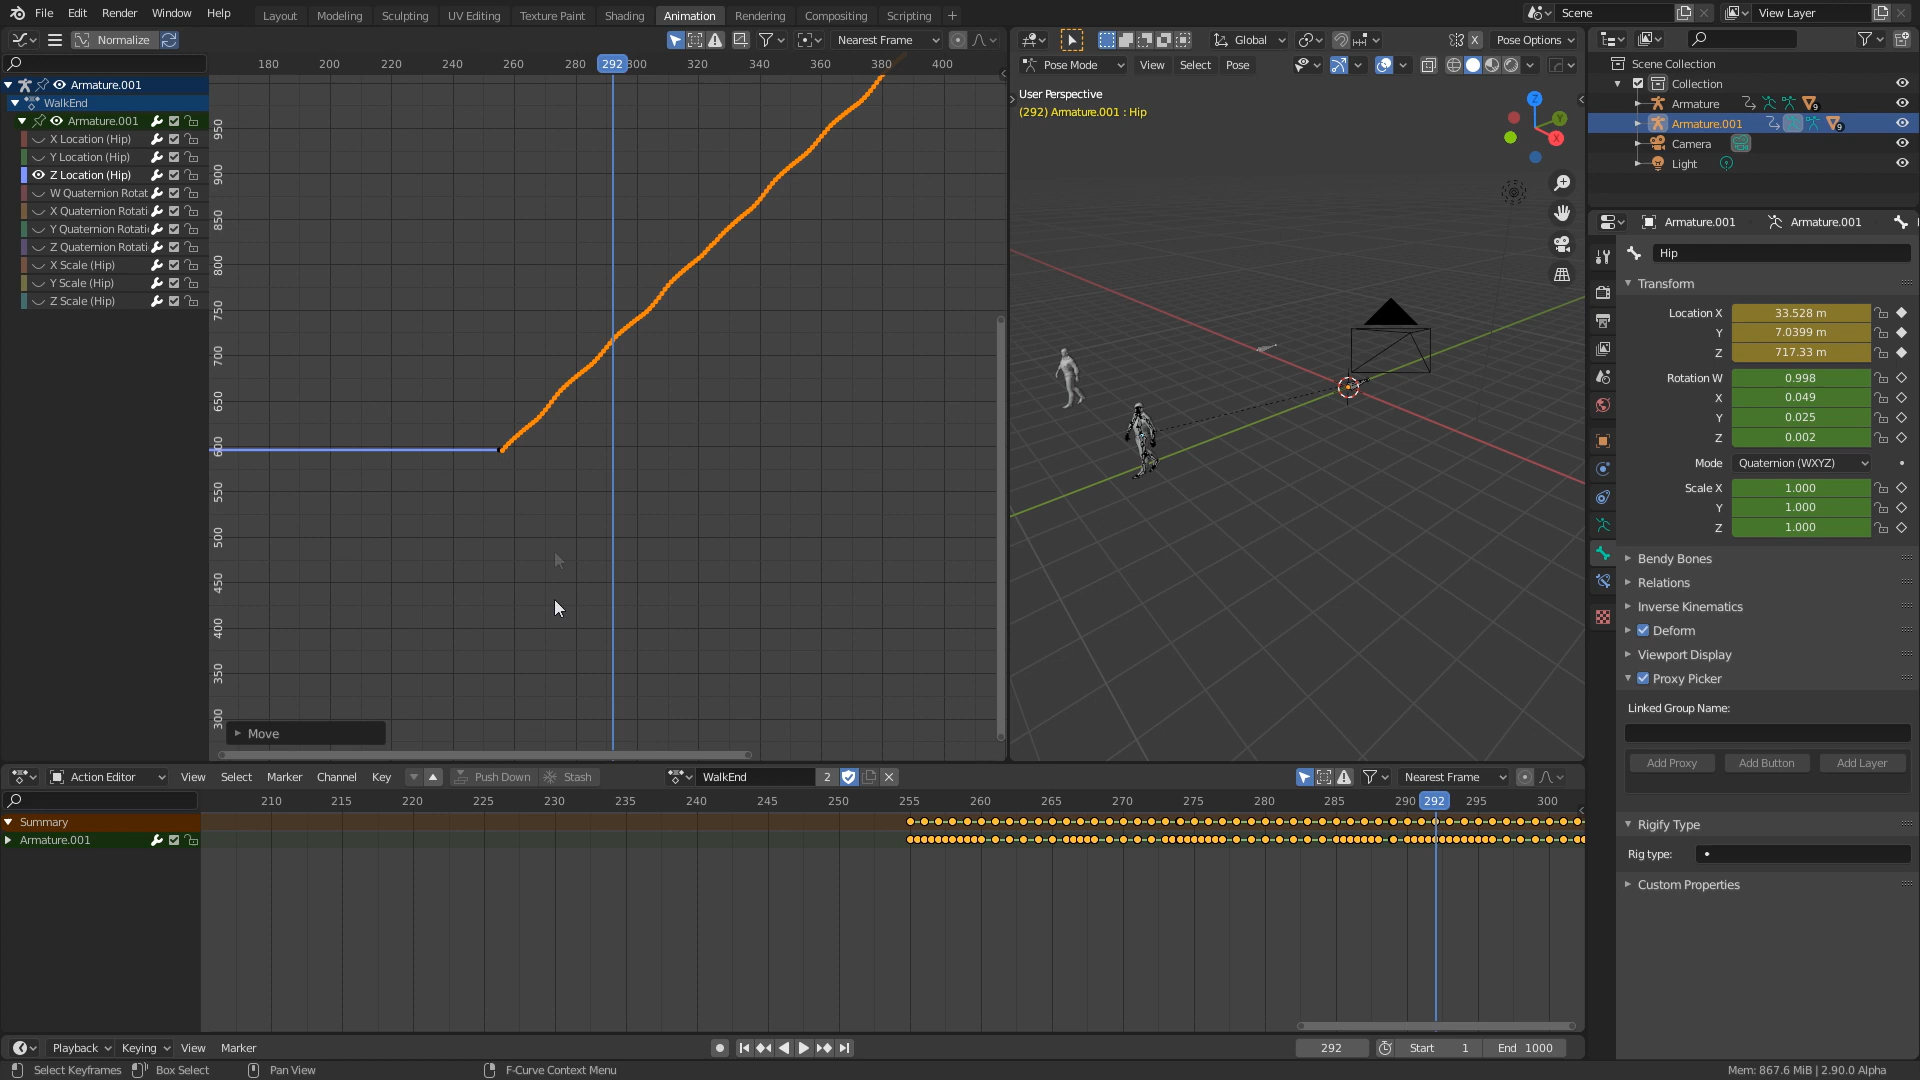 File Edit Render Window Help
Layout Modeling Sculpting UV Editing Texture Paint Shading Animation Rendering Compositing Scripting +
Scene
View Layer
Normalize
Nearest Frame
Global
Pose Options
180 200 220 240 260 280 292 300 320 340 360 380 400
Pose Mode View Select Pose
User Perspective
(292) Armature.001 : Hip
Armature.001
WalkEnd
Armature.001
X Location (Hip)
Y Location (Hip)
Z Location (Hip)
W Quaternion Rotat
X Quaternion Rotati
Y Quaternion Rotati
Z Quaternion Rotati
X Scale (Hip)
Y Scale (Hip)
Z Scale (Hip)
950
900
850
800
750
700
650
600
550
500
450
400
350
300
Move
Z
Y
X
Scene Collection
Collection
Armature 9
Armature.001 9
Camera
Light
Armature.001 Armature.001
Hip
Transform
Location X 33.528 m
Y 7.0399 m
Z 717.33 m
Rotation W 0.998
X 0.049
Y 0.025
Z 0.002
Mode Quaternion (WXYZ)
Scale X 1.000
Y 1.000
Z 1.000
Bendy Bones
Relations
Inverse Kinematics
Deform
Viewport Display
Proxy Picker
Linked Group Name:
Add Proxy Add Button Add Layer
Rigify Type
Rig type:
Custom Properties
Action Editor View Select Marker Channel Key Push Down Stash WalkEnd 2 Nearest Frame
210 215 220 225 230 235 240 245 250 255 260 265 270 275 280 285 290 292 295 300
Summary
Armature.001
Playback Keying View Marker
292 Start 1 End 1000
Select Keyframes Box Select Pan View F-Curve Context Menu
Mem: 867.6 MiB | 2.90.0 Alpha